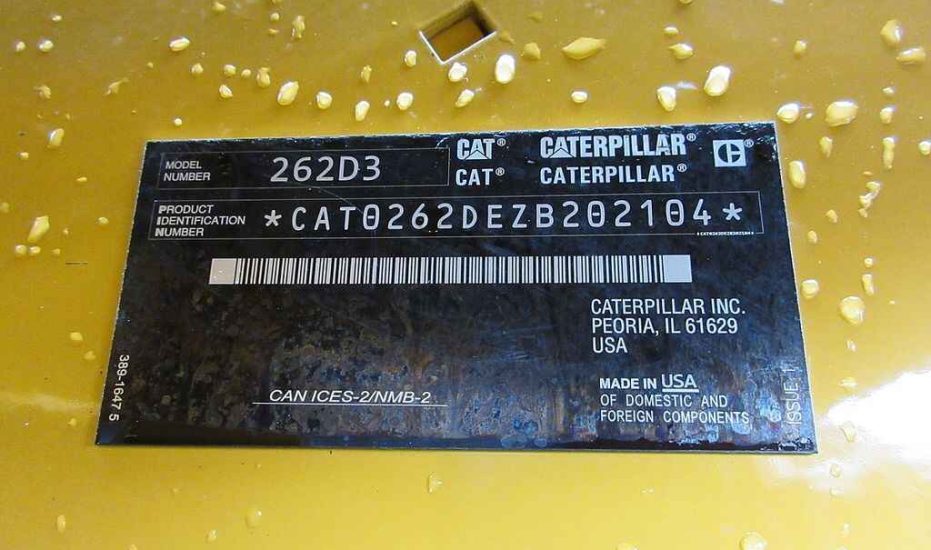 MODEL NUMBER 262D3
CAT® CATERPILLAR® C®
CAT® CATERPILLAR®
PRODUCT IDENTIFICATION NUMBER *CAT0262DEZB202104*
CATERPILLAR INC.
PEORIA, IL 61629
USA
MADE IN USA
OF DOMESTIC AND
FOREIGN COMPONENTS
CAN ICES-2/NMB-2
389-1647 5
ISSUE 1